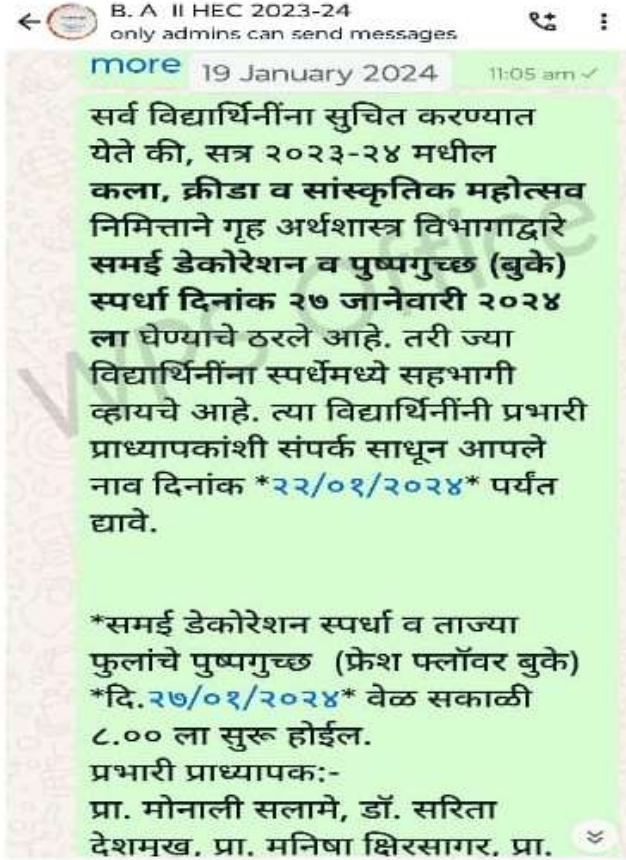 B. A II HEC 2023-24
only admins can send messages
more 19 January 2024 11:05 am
सर्व विद्यार्थिनींना सुचित करण्यात
येते की, सत्र २०२३-२४ मधील
कला, क्रीडा व सांस्कृतिक महोत्सव
निमित्ताने गृह अर्थशास्त्र विभागाद्वारे
समई डेकोरेशन व पुष्पगुच्छ (बुके)
स्पर्धा दिनांक २७ जानेवारी २०२४
ला घेण्याचे ठरले आहे. तरी ज्या
विद्यार्थिनींना स्पर्धेमध्ये सहभागी
व्हायचे आहे. त्या विद्यार्थिनींनी प्रभारी
प्राध्यापकांशी संपर्क साधून आपले
नाव दिनांक *२२/०१/२०२४* पर्यंत
द्यावे.
*समई डेकोरेशन स्पर्धा व ताज्या
फुलांचे पुष्पगुच्छ (फ्रेश फ्लॉवर बुके)
*दि.२७/०१/२०२४* वेळ सकाळी
८.०० ला सुरू होईल.
प्रभारी प्राध्यापक:-
प्रा. मोनाली सलामे, डॉ. सरिता
देशमुख, प्रा. मनिषा क्षिरसागर, प्रा.
WPS Office